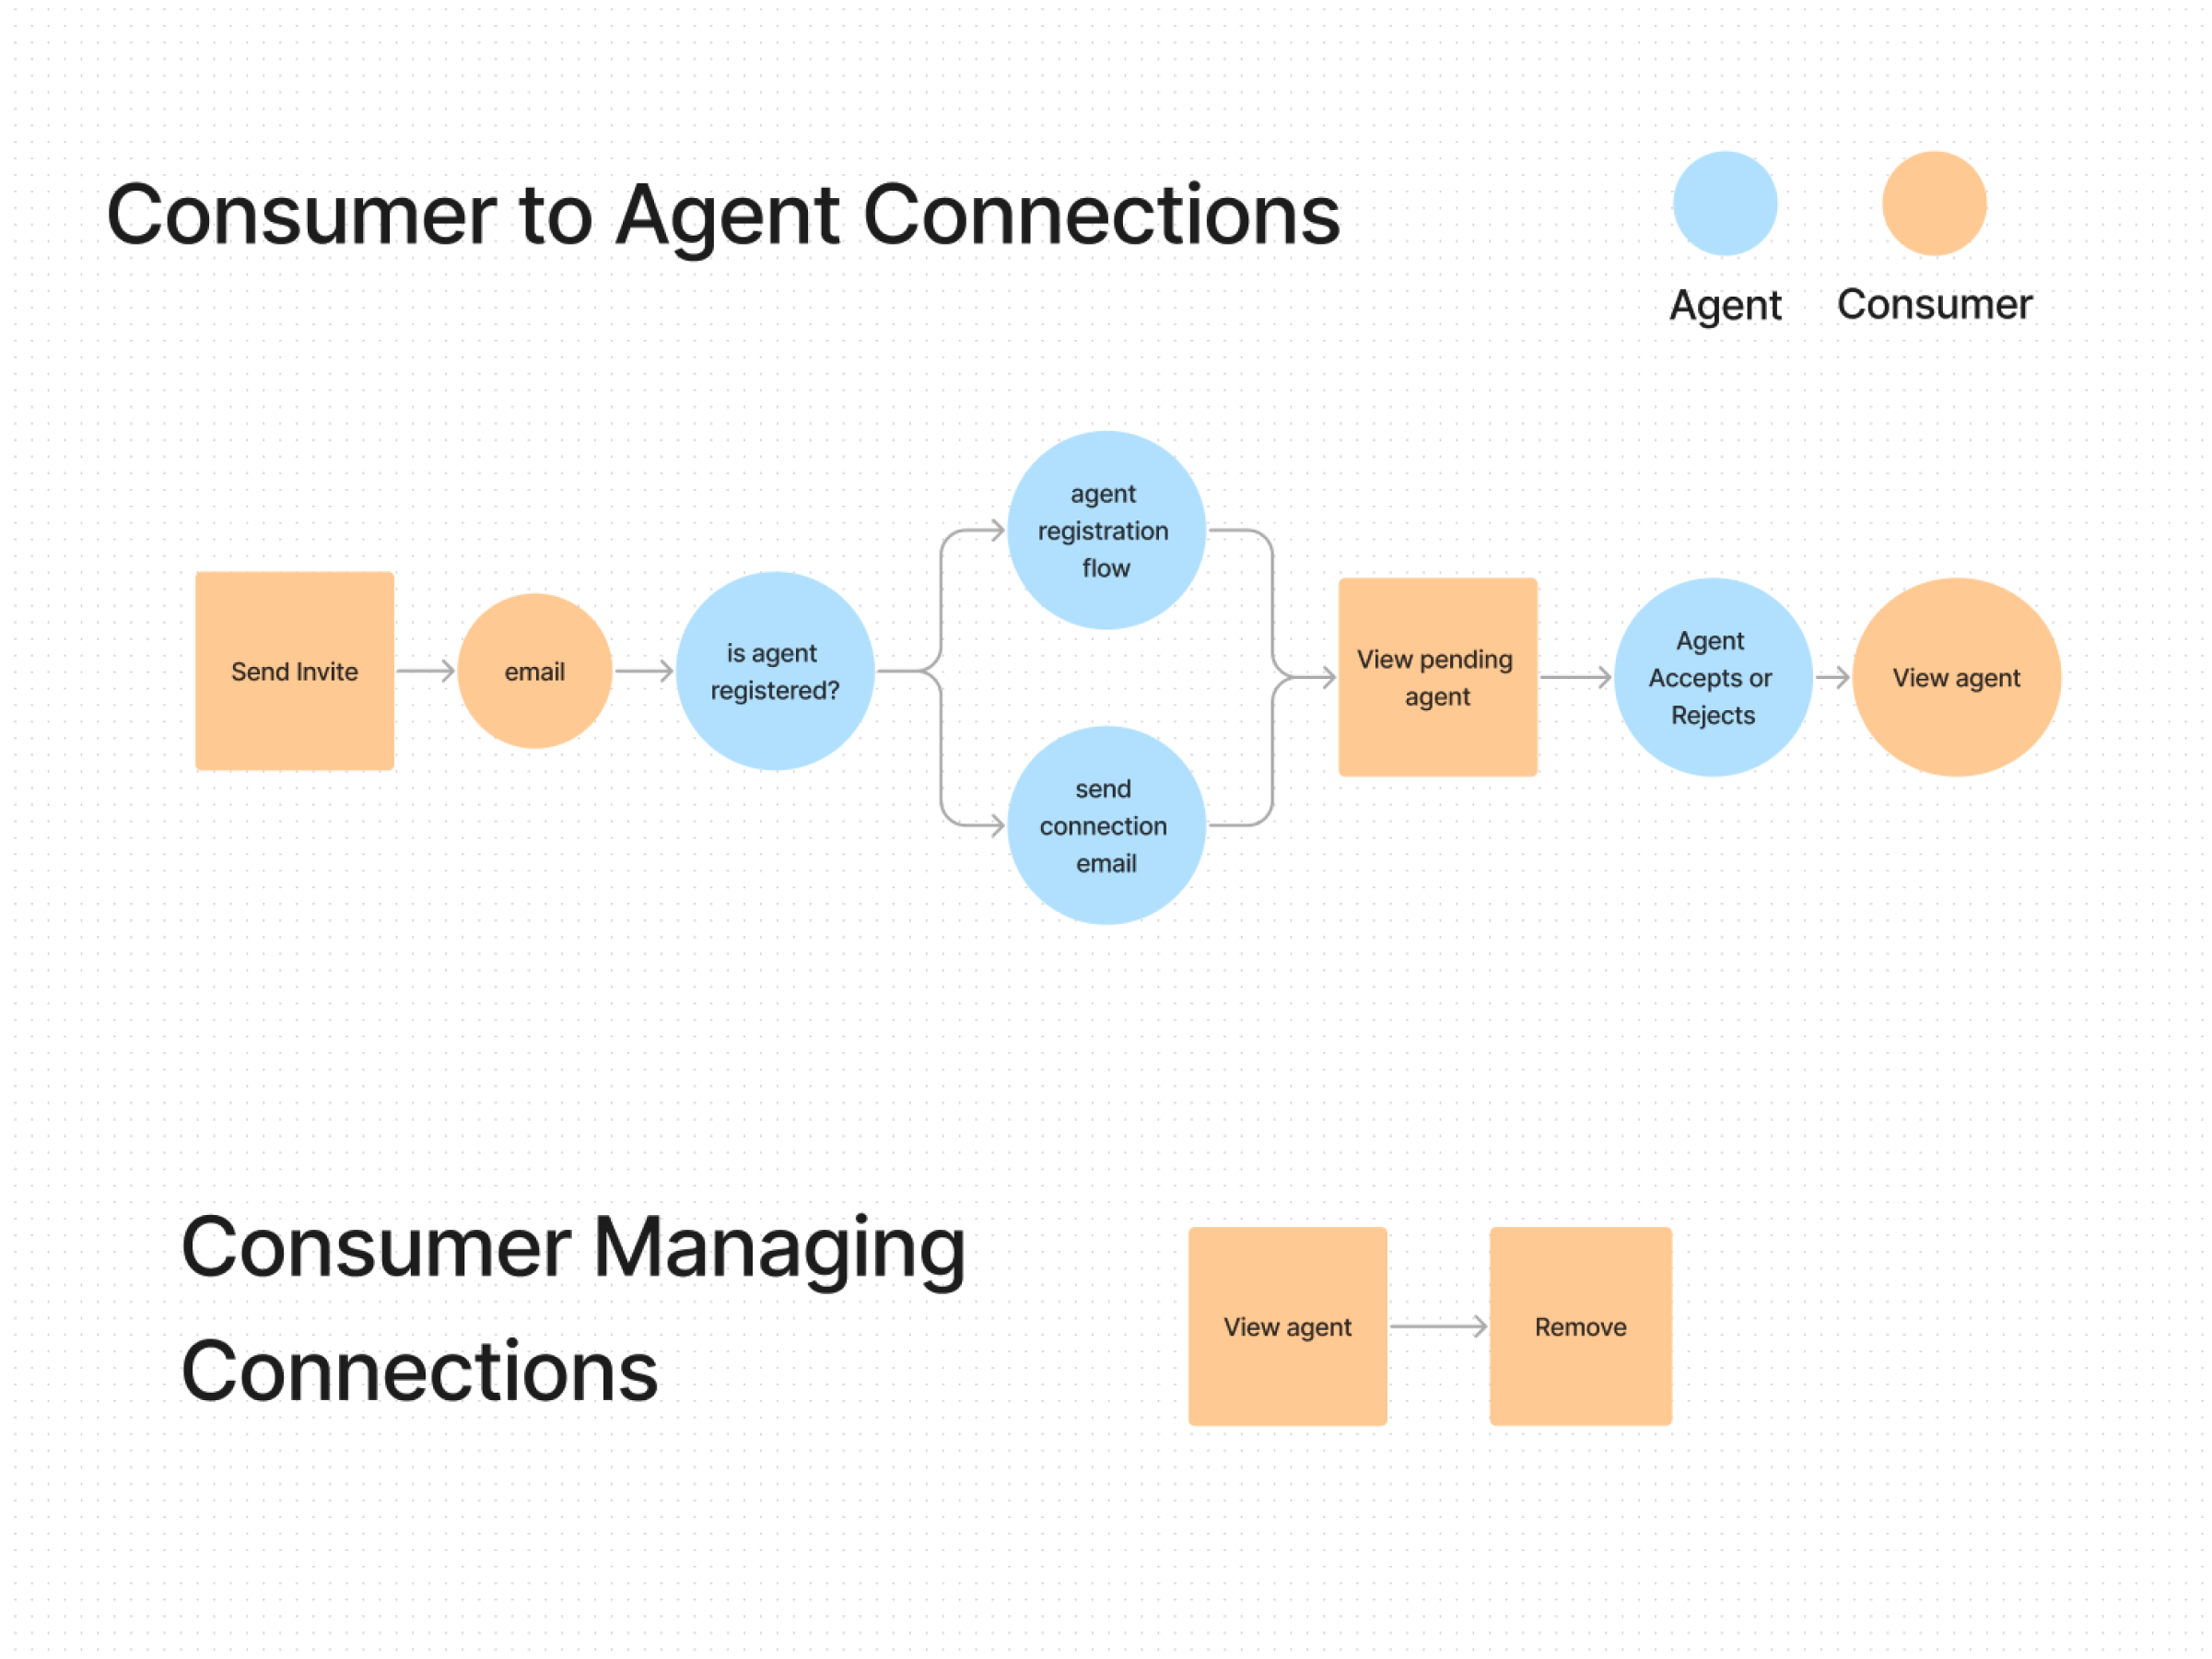 Consumer to Agent Connections
Agent
Consumer
Send Invite
email
is agent
registered?
agent
registration
flow
send
connection
email
View pending
agent
Agent
Accepts or
Rejects
View agent
Consumer Managing
Connections
View agent
Remove